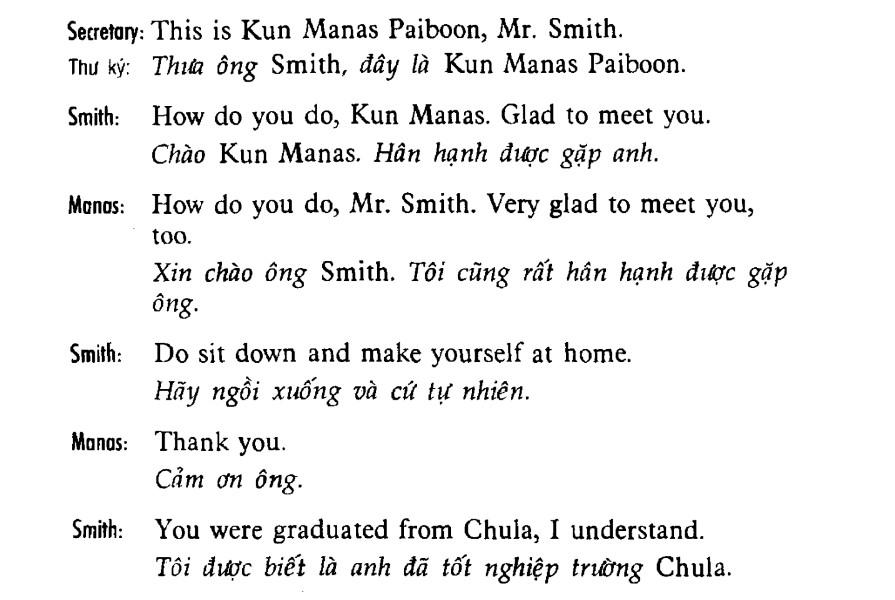 Secretary: This is Kun Manas Paiboon, Mr. Smith.
Thư ký: Thưa ông Smith, đây là Kun Manas Paiboon.
Smith: How do you do, Kun Manas. Glad to meet you.
Chào Kun Manas. Hân hạnh được gặp anh.
Manas: How do you do, Mr. Smith. Very glad to meet you,
too.
Xin chào ông Smith. Tôi cũng rất hân hạnh được gặp
ông.
Smith: Do sit down and make yourself at home.
Hãy ngồi xuống và cứ tự nhiên.
Manas: Thank you.
Cảm ơn ông.
Smith: You were graduated from Chula, I understand.
Tôi được biết là anh đã tốt nghiệp trường Chula.